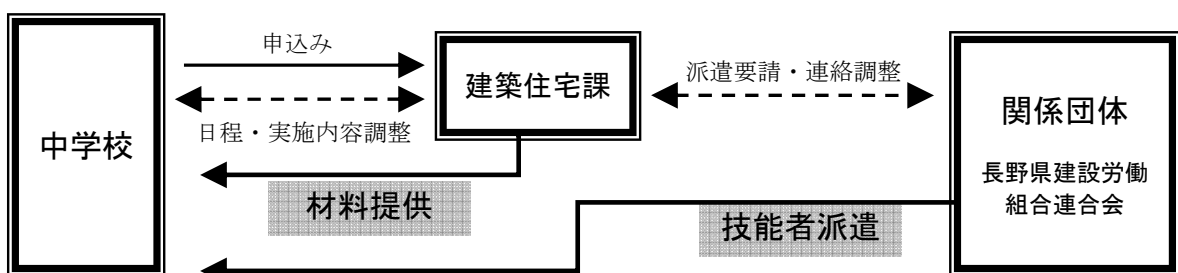 中学校
申込み
日程・実施内容調整
建築住宅課
材料提供
派遣要請・連絡調整
技能者派遣
関係団体
長野県建設労働
組合連合会